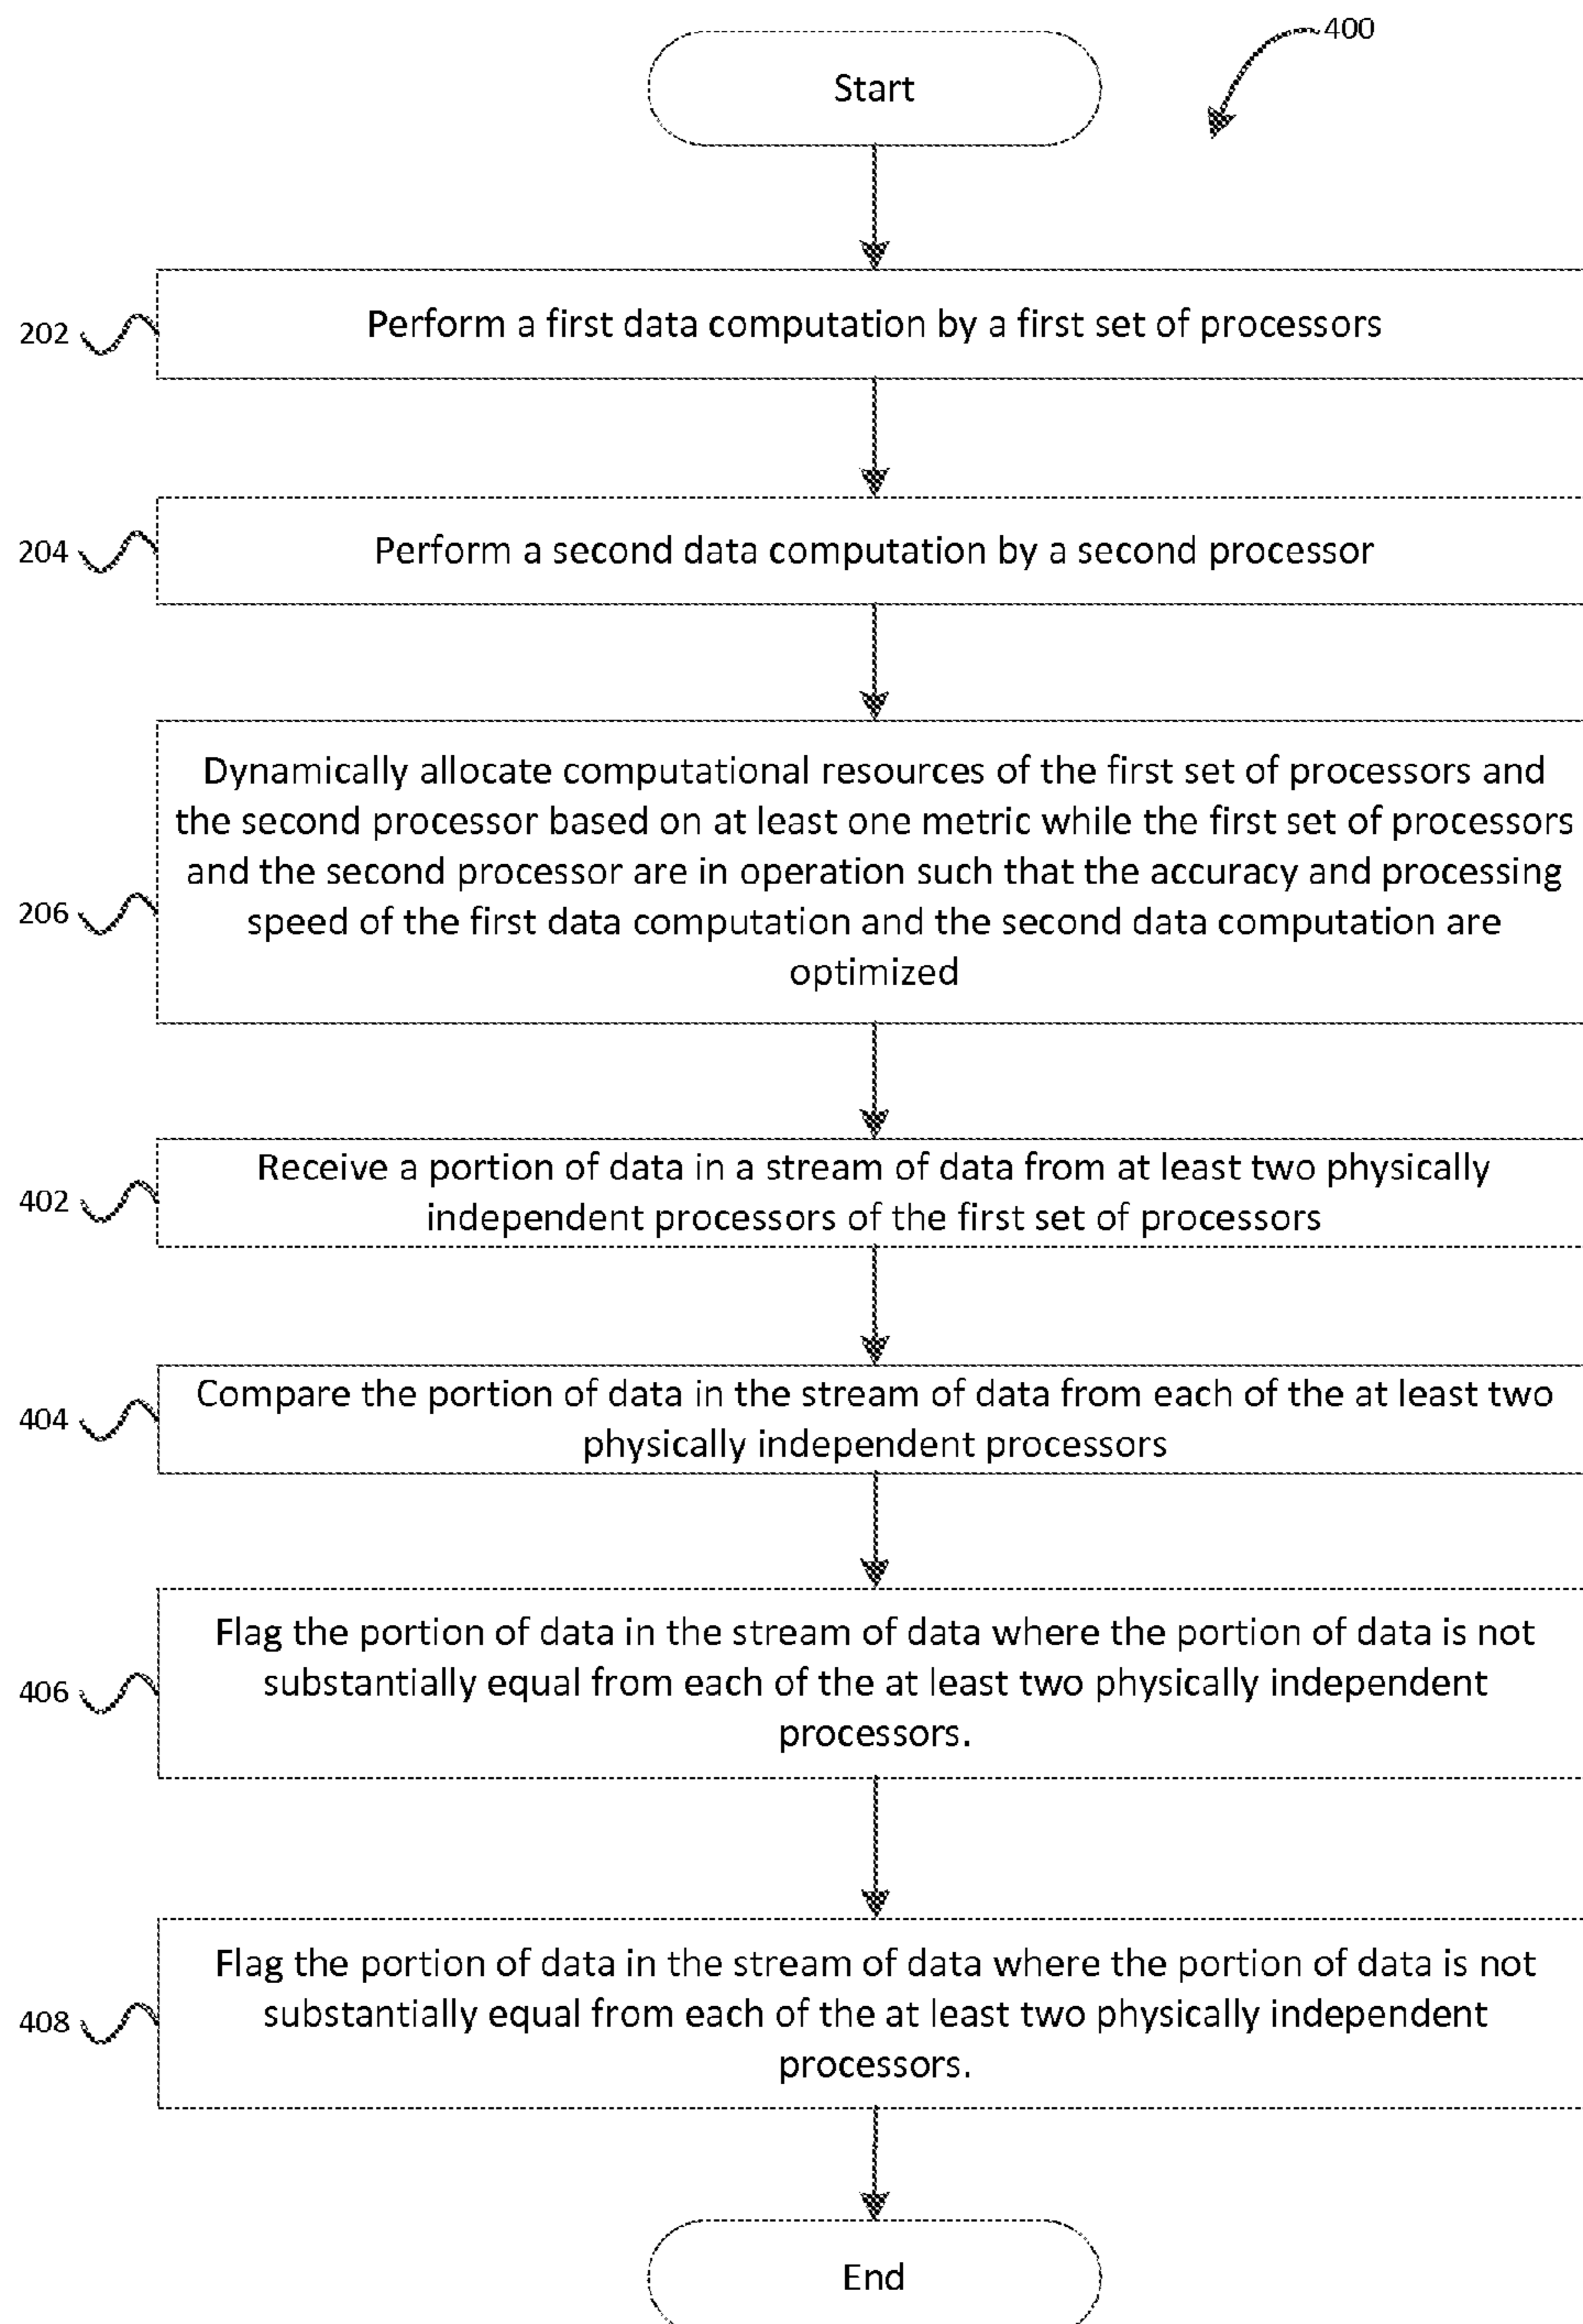 400
Start
202
Perform a first data computation by a first set of processors
204
Perform a second data computation by a second processor
206
Dynamically allocate computational resources of the first set of processors and
the second processor based on at least one metric while the first set of processors
and the second processor are in operation such that the accuracy and processing
speed of the first data computation and the second data computation are
optimized
402
Receive a portion of data in a stream of data from at least two physically
independent processors of the first set of processors
404
Compare the portion of data in the stream of data from each of the at least two
physically independent processors
406
Flag the portion of data in the stream of data where the portion of data is not
substantially equal from each of the at least two physically independent
processors.
408
Flag the portion of data in the stream of data where the portion of data is not
substantially equal from each of the at least two physically independent
processors.
End